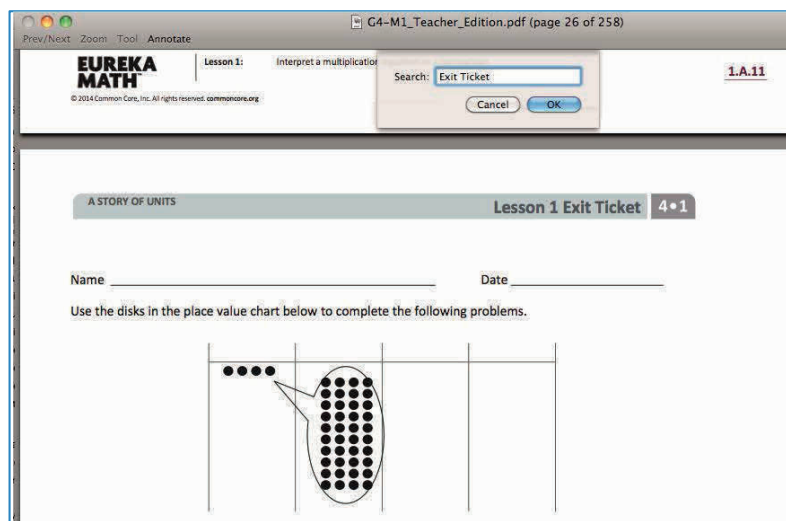 G4-M1_Teacher_Edition.pdf (page 26 of 258)
Prev/Next Zoom Tool Annotate
EUREKA
MATH™
Lesson 1:
Interpret a multiplication
© 2014 Common Core, Inc. All rights reserved. commoncore.org
Search: Exit Ticket
Cancel OK
1.A.11
A STORY OF UNITS
Lesson 1 Exit Ticket 4•1
Name
Date
Use the disks in the place value chart below to complete the following problems.